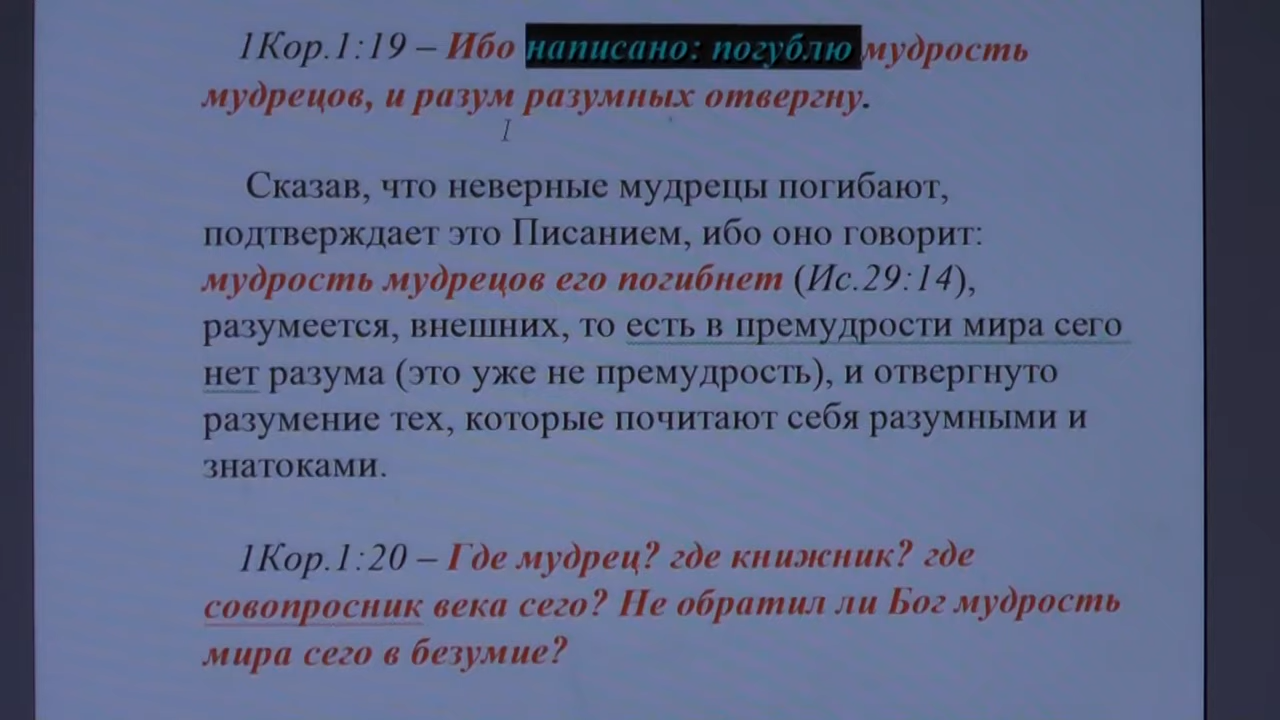 1Кор.1:19 – Ибо написано: погублю мудрость
мудрецов, и разум разумных отвергну.
Сказав, что неверные мудрецы погибают,
подтверждает это Писанием, ибо оно говорит:
мудрость мудрецов его погибнет (Ис.29:14),
разумеется, внешних, то есть в премудрости мира сего
нет разума (это уже не премудрость), и отвергнуто
разумение тех, которые почитают себя разумными и
знатоками.
1Кор.1:20 – Где мудрец? где книжник? где
совопросник века сего? Не обратил ли Бог мудрость
мира сего в безумие?